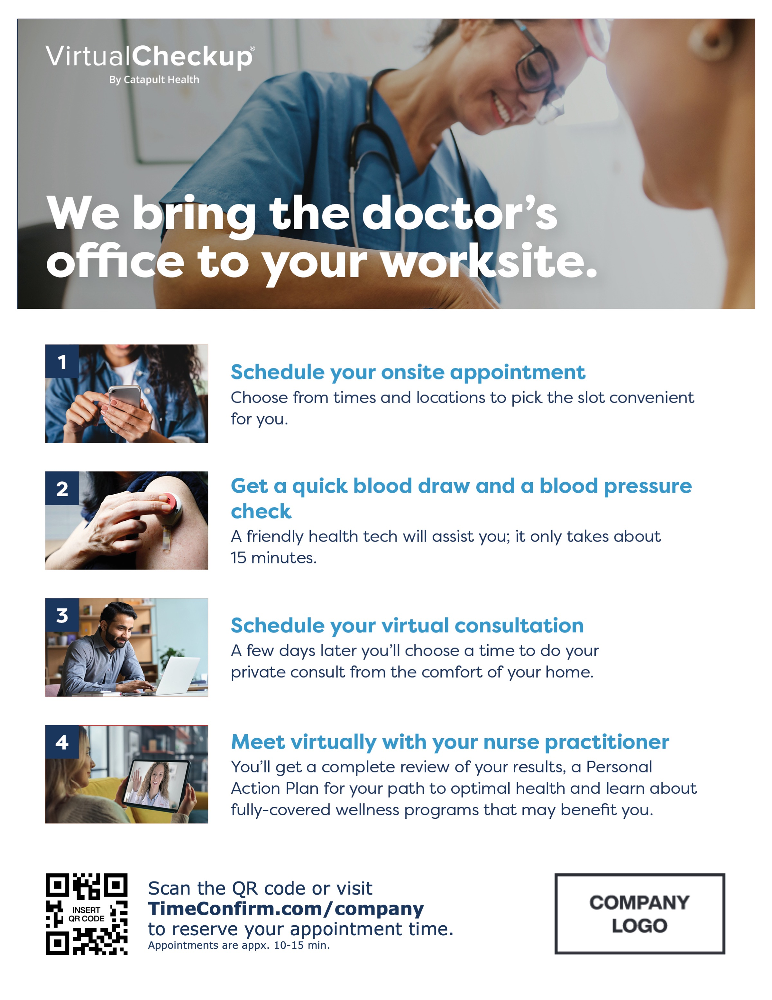 VirtualCheckup®
By Catapult Health
We bring the doctor’s
office to your worksite.
1
Schedule your onsite appointment
Choose from times and locations to pick the slot convenient
for you.
2
Get a quick blood draw and a blood pressure
check
A friendly health tech will assist you; it only takes about
15 minutes.
3
Schedule your virtual consultation
A few days later you’ll choose a time to do your
private consult from the comfort of your home.
4
Meet virtually with your nurse practitioner
You’ll get a complete review of your results, a Personal
Action Plan for your path to optimal health and learn about
fully-covered wellness programs that may benefit you.
INSERT
QR CODE
Scan the QR code or visit
TimeConfirm.com/company
to reserve your appointment time.
Appointments are appx. 10-15 min.
COMPANY
LOGO